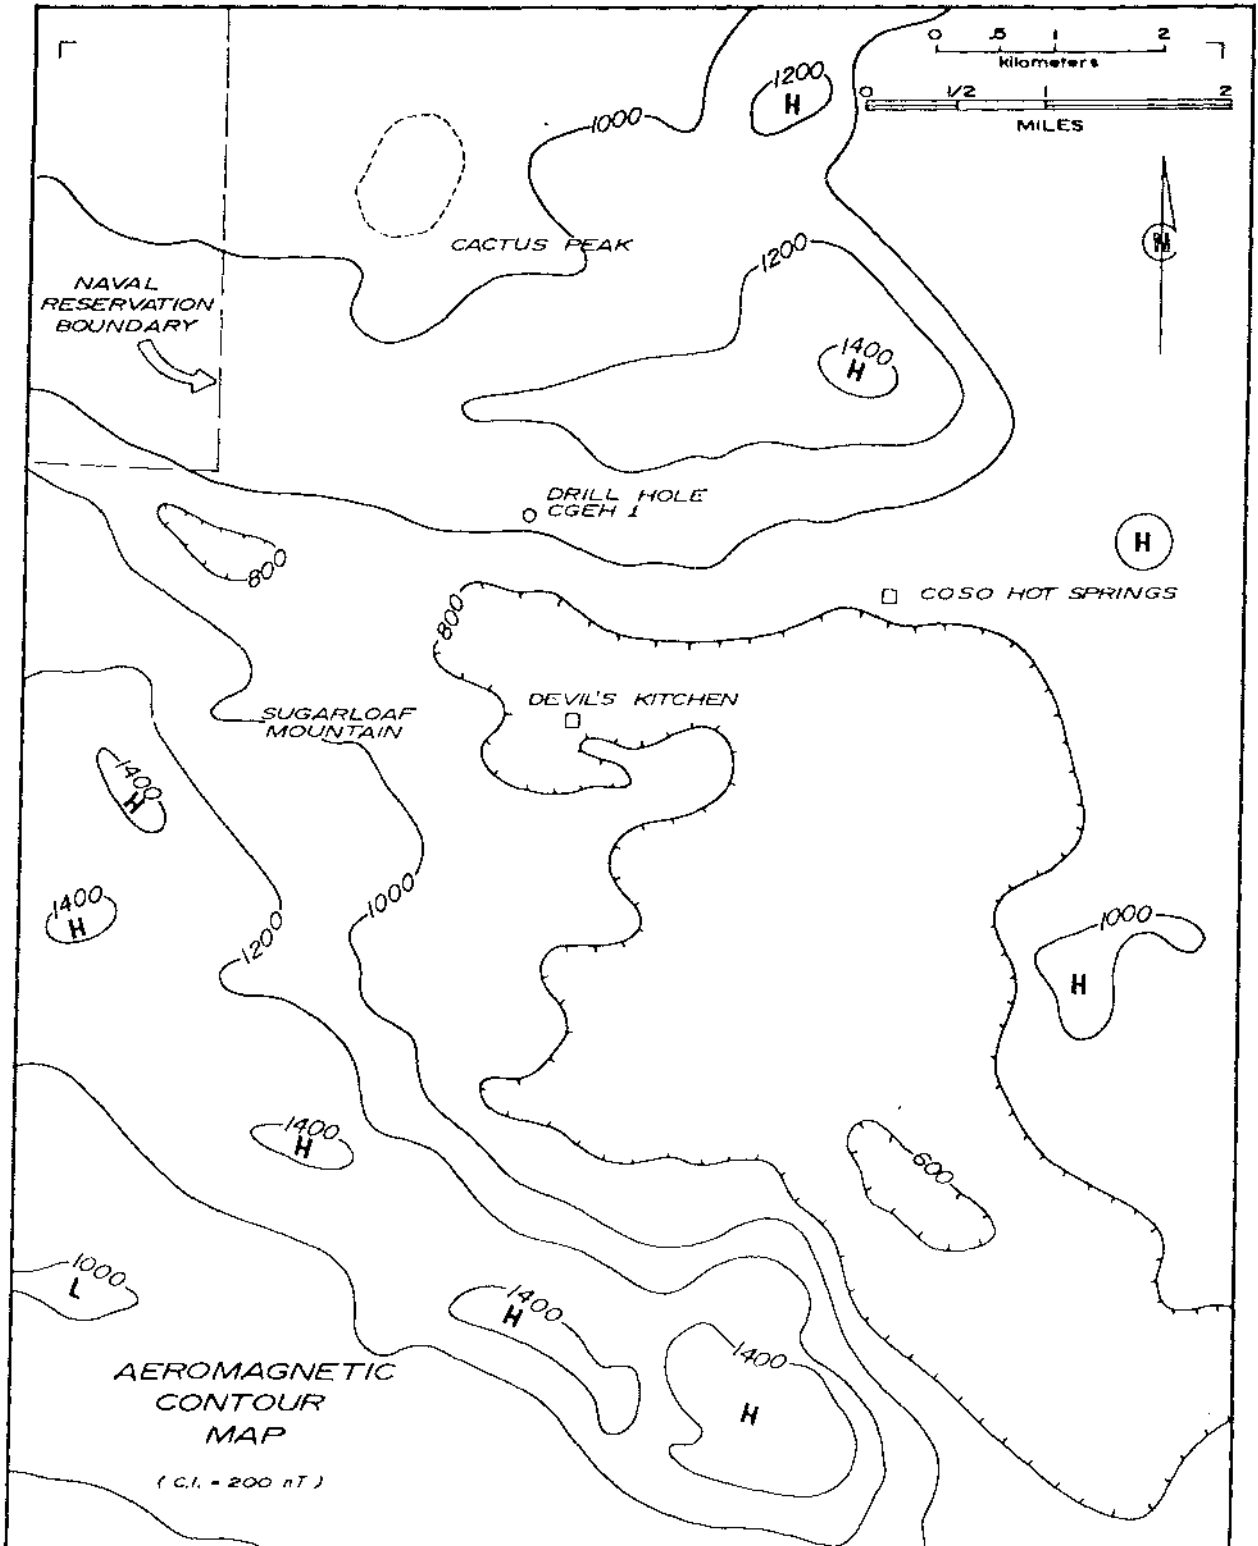 0 .5 1 2
kilometers
0 1/2 1 2
MILES
1200
H
1000
N
CACTUS PEAK
1200
NAVAL
RESERVATION
BOUNDARY
1400
H
DRILL HOLE
CGEH 1
800
H
COSO HOT SPRINGS
800
DEVIL'S KITCHEN
SUGARLOAF
MOUNTAIN
1400
H
1400
H
1000
1200
1000
H
1400
H
600
1000
L
1400
H
1400
H
AEROMAGNETIC
CONTOUR
MAP
( C.I. = 200 nT )